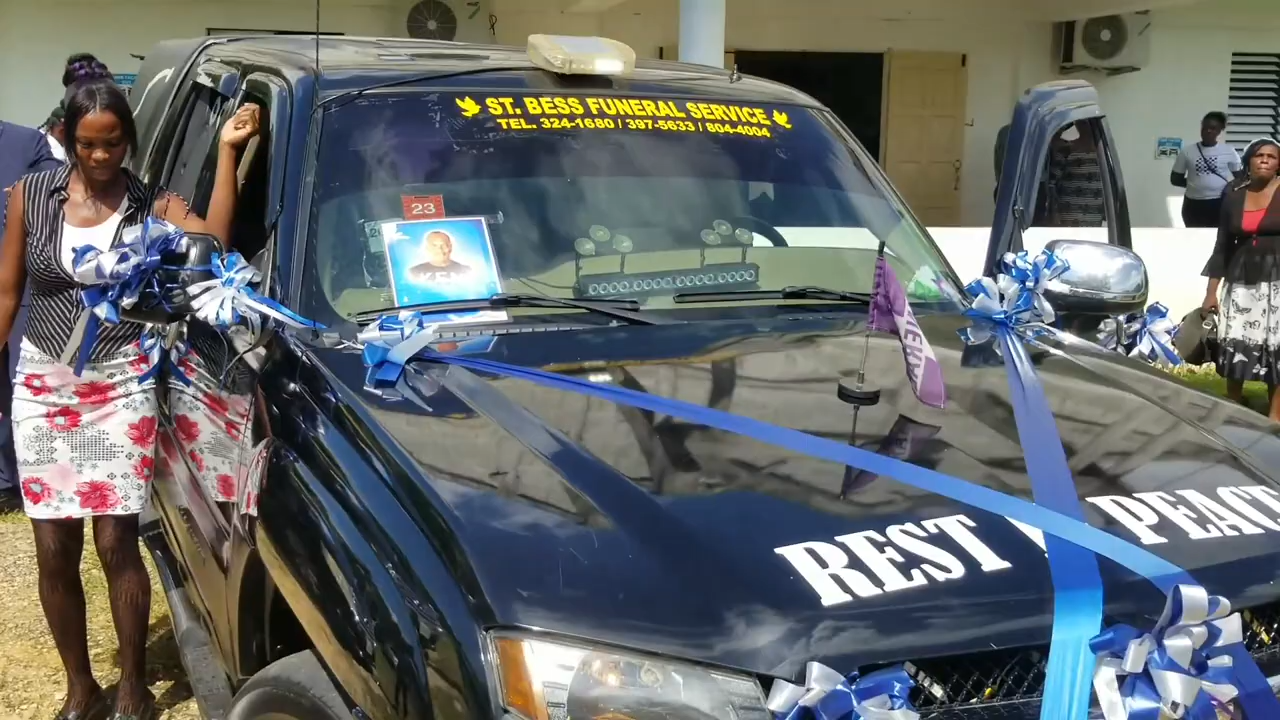 ST. BESS FUNERAL SERVICE
TEL. 324-1680 / 397-5633 / 804-4004
23
REST PEACE